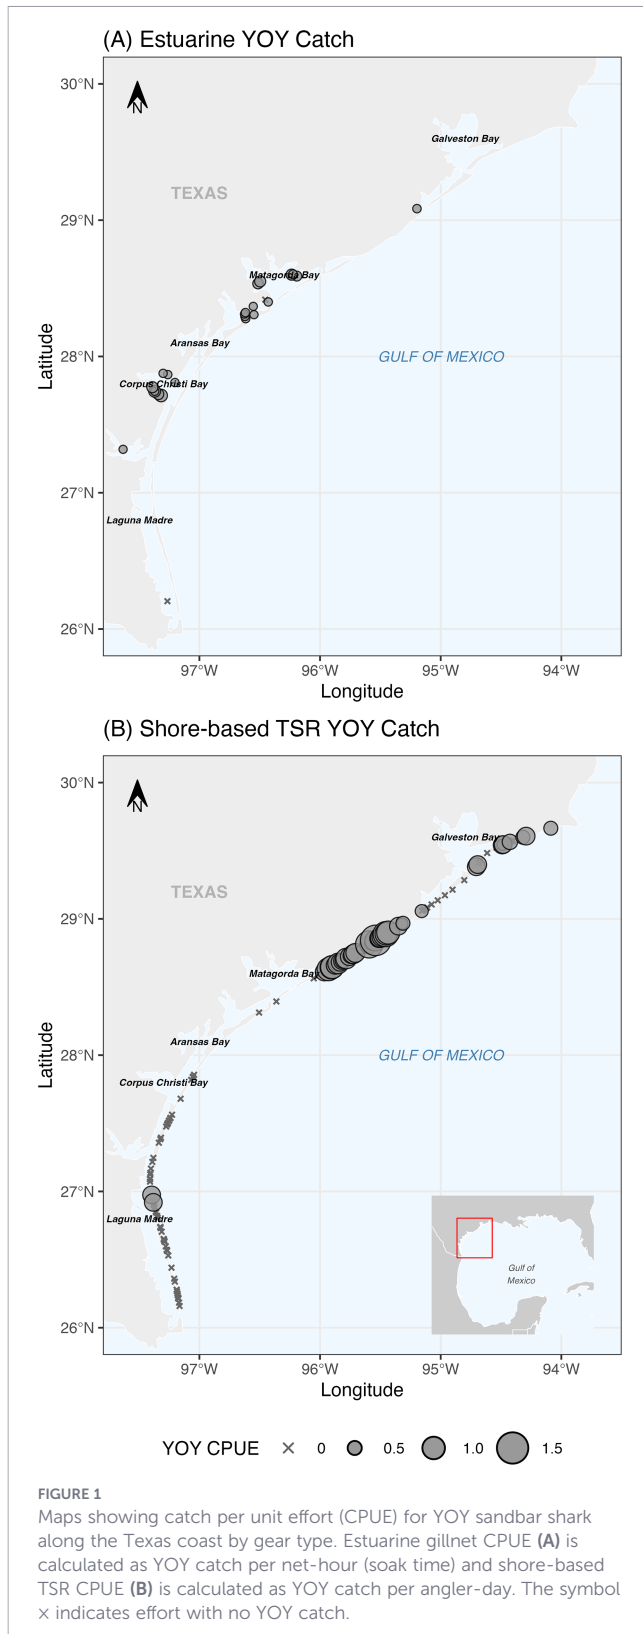 (A) Estuarine YOY Catch
30°N
N
Galveston Bay
TEXAS
29°N
Matagorda Bay
Aransas Bay
28°N
GULF OF MEXICO
Corpus Christi Bay
Latitude
27°N
Laguna Madre
26°N
97°W 96°W 95°W 94°W
Longitude
(B) Shore-based TSR YOY Catch
30°N
N
Galveston Bay
TEXAS
29°N
Matagorda Bay
Aransas Bay
28°N
GULF OF MEXICO
Corpus Christi Bay
Latitude
27°N
Laguna Madre
Gulf of
Mexico
26°N
97°W 96°W 95°W 94°W
Longitude
YOY CPUE × 0 0.5 1.0 1.5
FIGURE 1
Maps showing catch per unit effort (CPUE) for YOY sandbar shark
along the Texas coast by gear type. Estuarine gillnet CPUE (A) is
calculated as YOY catch per net-hour (soak time) and shore-based
TSR CPUE (B) is calculated as YOY catch per angler-day. The symbol
× indicates effort with no YOY catch.